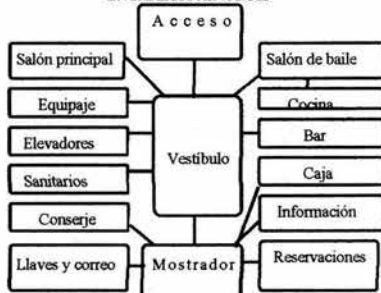 Acceso
Salón principal
Salón de baile
Equipaje
Cocina
Elevadores
Bar
Vestíbulo
Sanitarios
Caja
Conserje
Información
Llaves y correo
Mostrador
Reservaciones